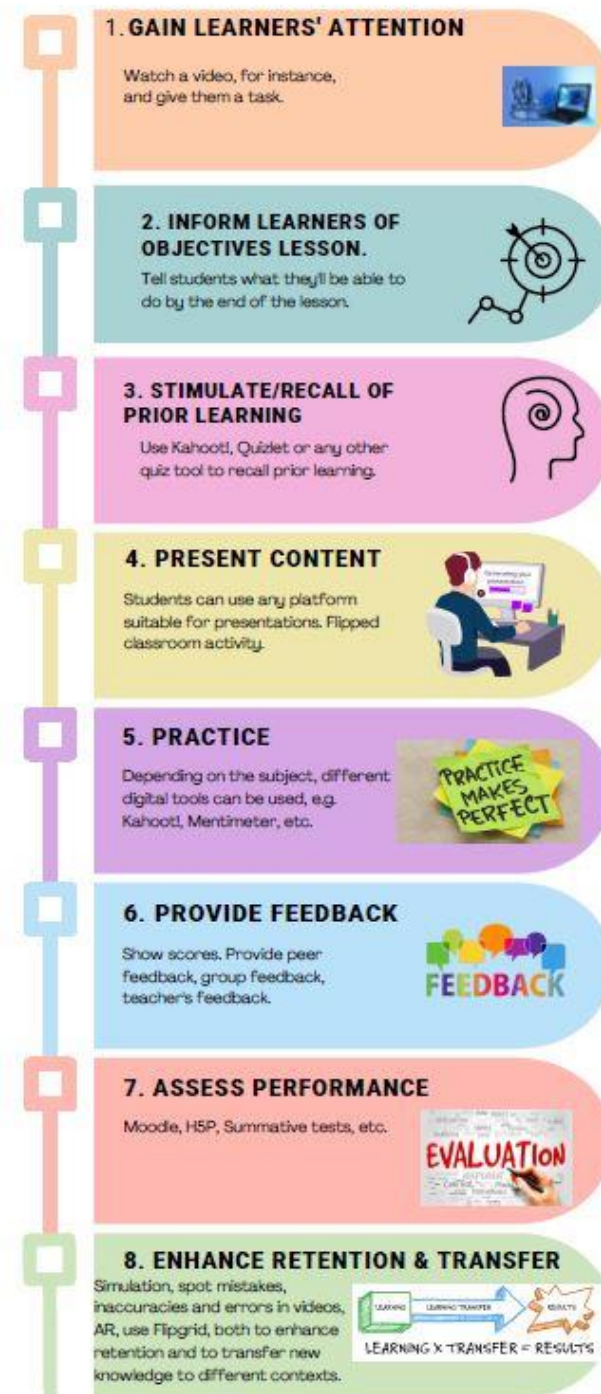 1. GAIN LEARNERS' ATTENTION
Watch a video, for instance,
and give them a task.
2. INFORM LEARNERS OF
OBJECTIVES LESSON.
Tell students what they'll be able to
do by the end of the lesson.
3. STIMULATE/RECALL OF
PRIOR LEARNING
Use Kahoot!, Quizlet or any other
quiz tool to recall prior learning.
4. PRESENT CONTENT
Students can use any platform
suitable for presentations. Flipped
classroom activity.
5. PRACTICE
Depending on the subject, different
digital tools can be used, e.g.
Kahoot!, Mentimeter, etc.
PRACTICE
MAKES
PERFECT
6. PROVIDE FEEDBACK
Show scores. Provide peer
feedback, group feedback,
teacher's feedback.
FEEDBACK
7. ASSESS PERFORMANCE
Moodle, H5P, Summative tests, etc.
EVALUATION
8. ENHANCE RETENTION & TRANSFER
Simulation, spot mistakes,
inaccuracies and errors in videos,
AR, use Flipgrid, both to enhance
retention and to transfer new
knowledge to different contexts.
LEARNING
LEARNING TRANSFER
RESULTS
LEARNING X TRANSFER = RESULTS